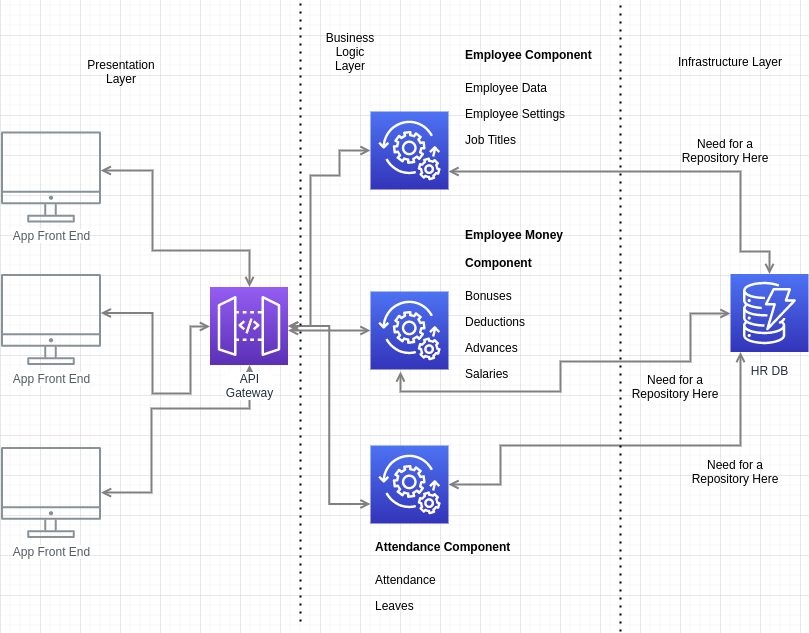 Presentation
Layer
Business
Logic
Layer
Employee Component
Employee Data
Employee Settings
Job Titles
Infrastructure Layer
Need for a
Repository Here
App Front End
Employee Money
Component
Bonuses
Deductions
Advances
Salaries
App Front End
API
Gateway
HR DB
Need for a
Repository Here
Need for a
Repository Here
App Front End
Attendance Component
Attendance
Leaves